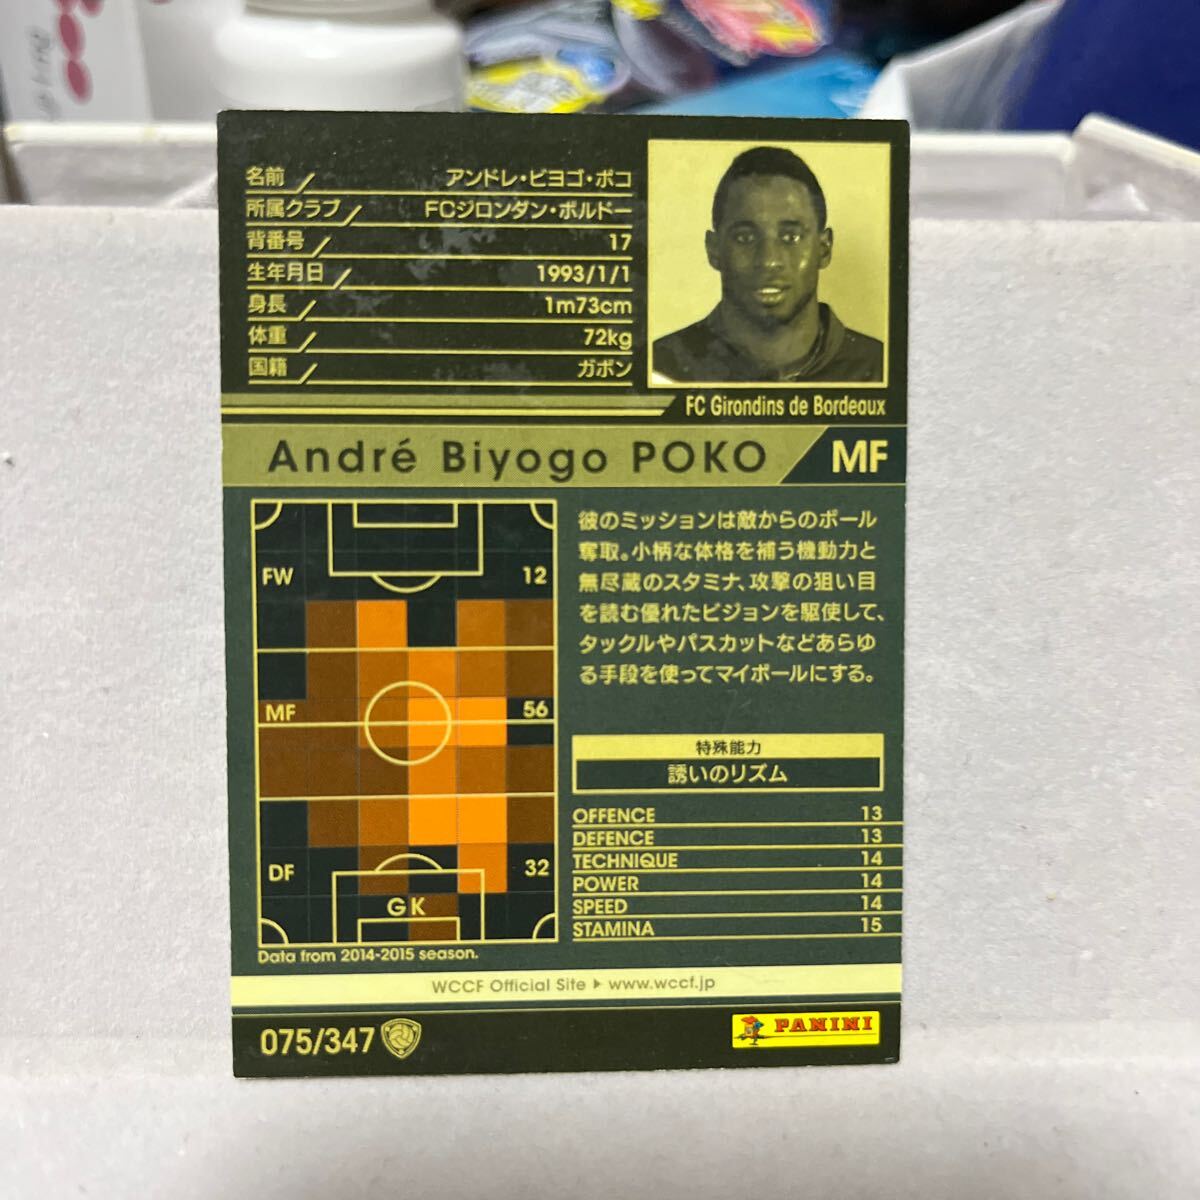 名前 アンドレ・ビヨゴ・ポコ
所属クラブ FCジロンダン・ボルドー
背番号 17
生年月日 1993/1/1
身長 1m73cm
体重 72kg
国籍 ガボン
FC Girondins de Bordeaux
André Biyogo POKO MF
FW 12
MF 56
DF 32
GK
Data from 2014-2015 season.
彼のミッションは敵からのボール
奪取。小柄な体格を補う機動力と
無尽蔵のスタミナ、攻撃の狙い目
を読む優れたビジョンを駆使して、
タックルやパスカットなどあらゆ
る手段を使ってマイボールにする。
特殊能力
誘いのリズム
OFFENCE 13
DEFENCE 13
TECHNIQUE 14
POWER 14
SPEED 14
STAMINA 15
WCCF Official Site ▶ www.wccf.jp
075/347
PANINI